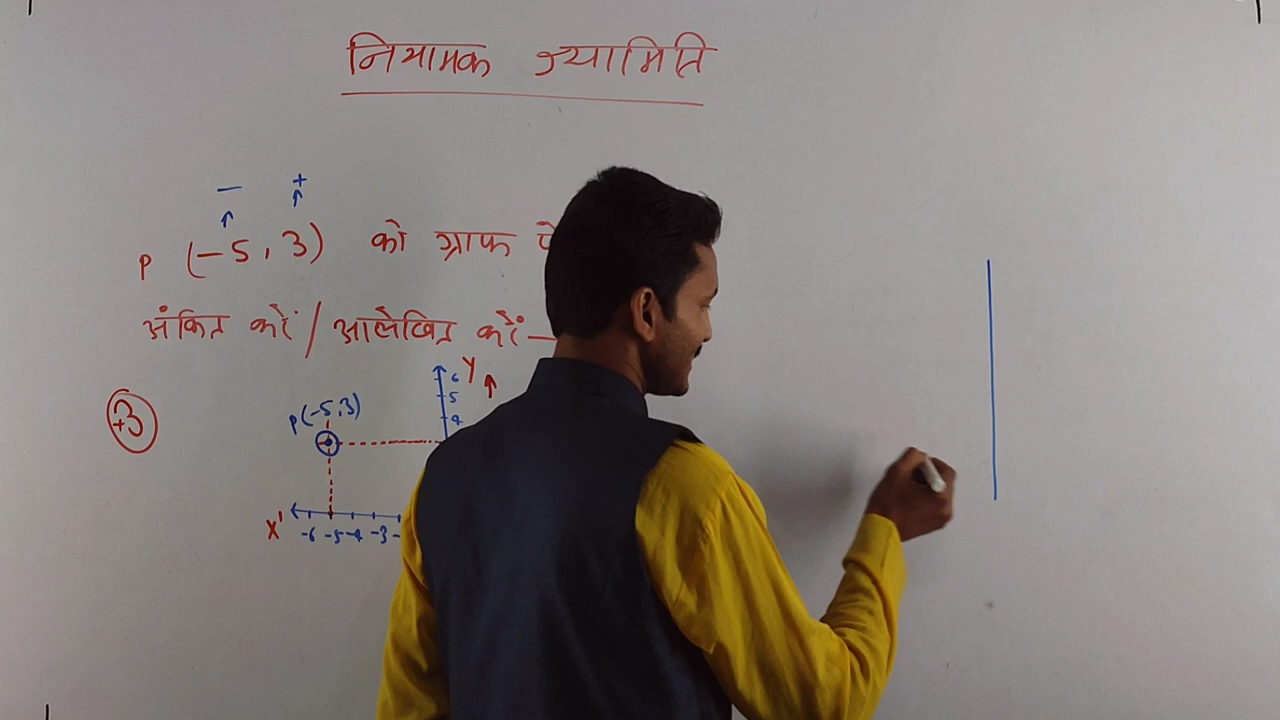 नियामक ज्यामिति
- +
P (-5, 3) को ग्राफ पे
अंकित करें / आलेखित करें -
+3
P(-5,3)
Y
6
5
4
X'
-6 -5 -4 -3 -